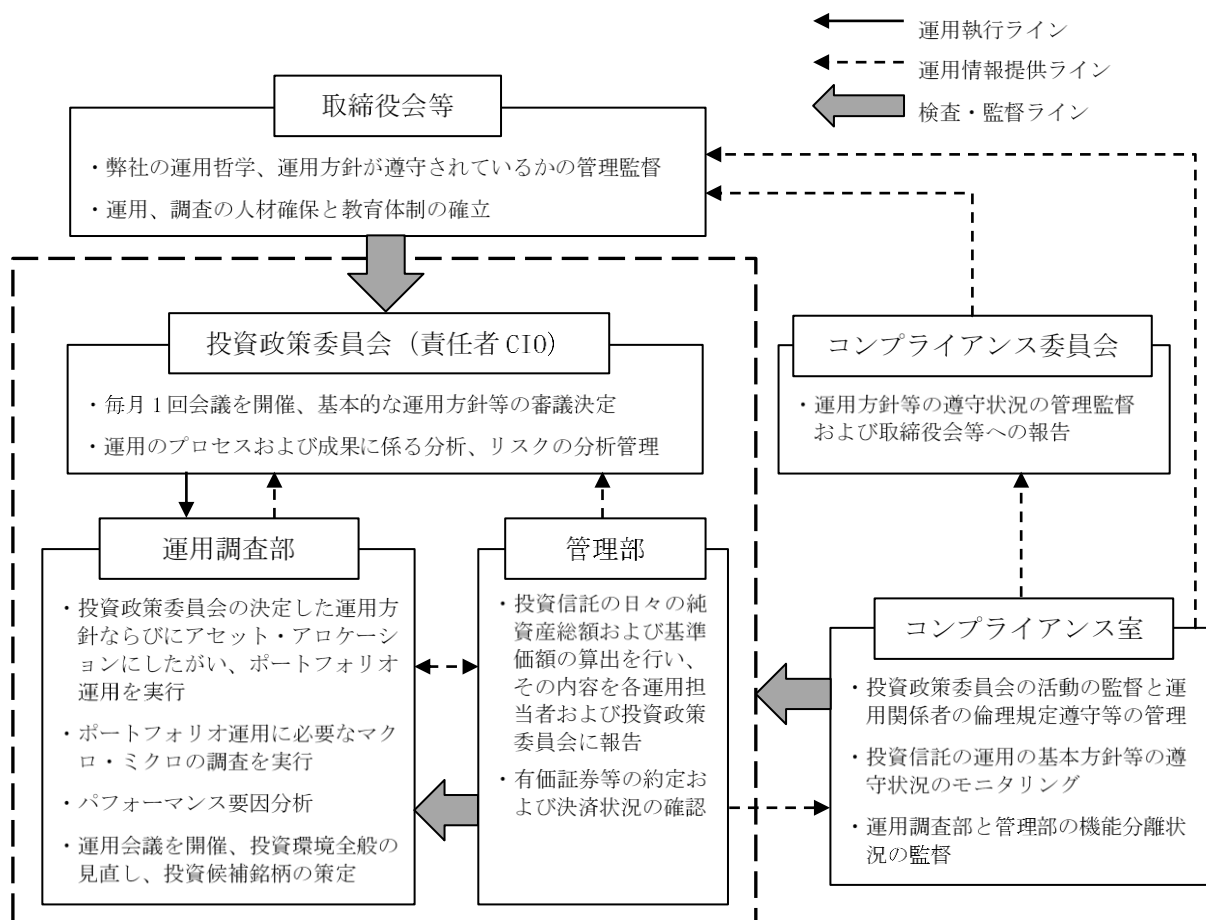 運用執行ライン
運用情報提供ライン
検査・監督ライン
取締役会等
・弊社の運用哲学、運用方針が遵守されているかの管理監督
・運用、調査の人材確保と教育体制の確立
投資政策委員会（責任者 CIO）
・毎月1回会議を開催、基本的な運用方針等の審議決定
・運用のプロセスおよび成果に係る分析、リスクの分析管理
コンプライアンス委員会
・運用方針等の遵守状況の管理監督
および取締役会等への報告
運用調査部
・投資政策委員会の決定した運用方
針ならびにアセット・アロケーシ
ョンにしたがい、ポートフォリオ
運用を実行
・ポートフォリオ運用に必要なマク
ロ・ミクロの調査を実行
・パフォーマンス要因分析
・運用会議を開催、投資環境全般の
見直し、投資候補銘柄の策定
管理部
・投資信託の日々の純
資産総額および基準
価額の算出を行い、
その内容を各運用担
当者および投資政策
委員会に報告
・有価証券等の約定お
よび決済状況の確認
コンプライアンス室
・投資政策委員会の活動の監督と運
用関係者の倫理規定遵守等の管理
・投資信託の運用の基本方針等の遵
守状況のモニタリング
・運用調査部と管理部の機能分離状
況の監督